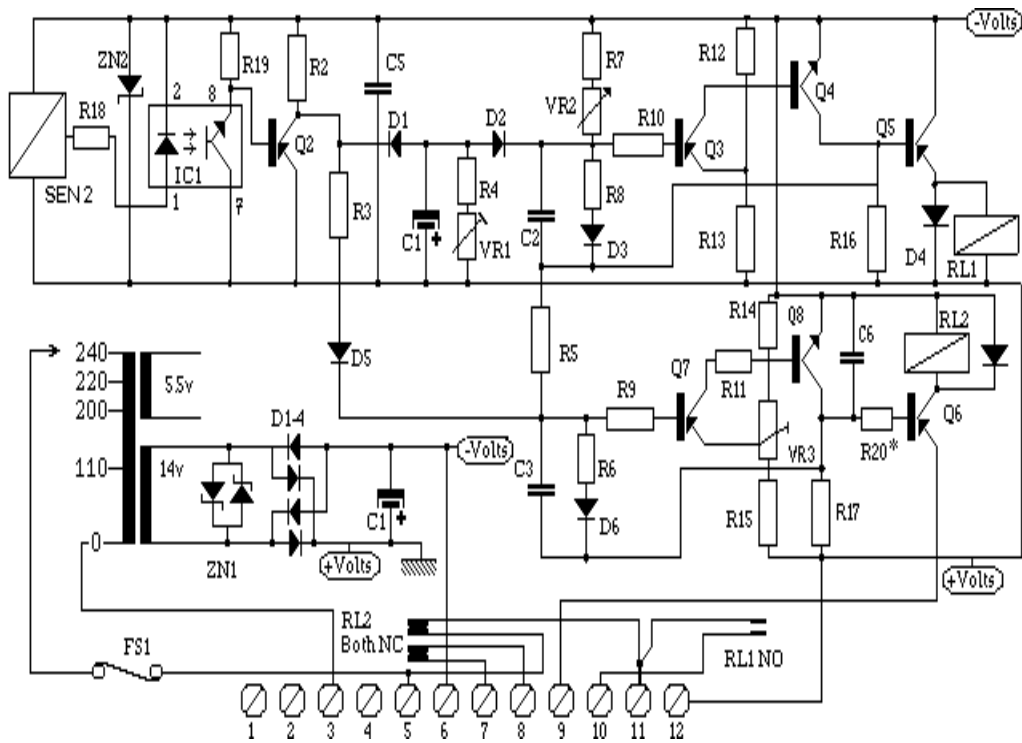 -Volts
ZN2
R19
R2
C5
R7
R12
2
8
VR2
Q4
R18
D1
D2
R10
Q5
Q2
Q3
IC1
SEN 2
1
7
R3
R4
R8
C1
+
VR1
C2
D3
R13
R16
D4
RL1
R14
Q8
C6
RL2
240
D5
R5
Q7
220
5.5v
R11
200
D1-4
R9
Q6
-Volts
VR3
R20*
110
14v
C3
R6
R15
R17
C1
+
D6
0
ZN1
+Volts
+Volts
RL2
Both NC
FS1
RL1 NO
1 2 3 4 5 6 7 8 9 10 11 12